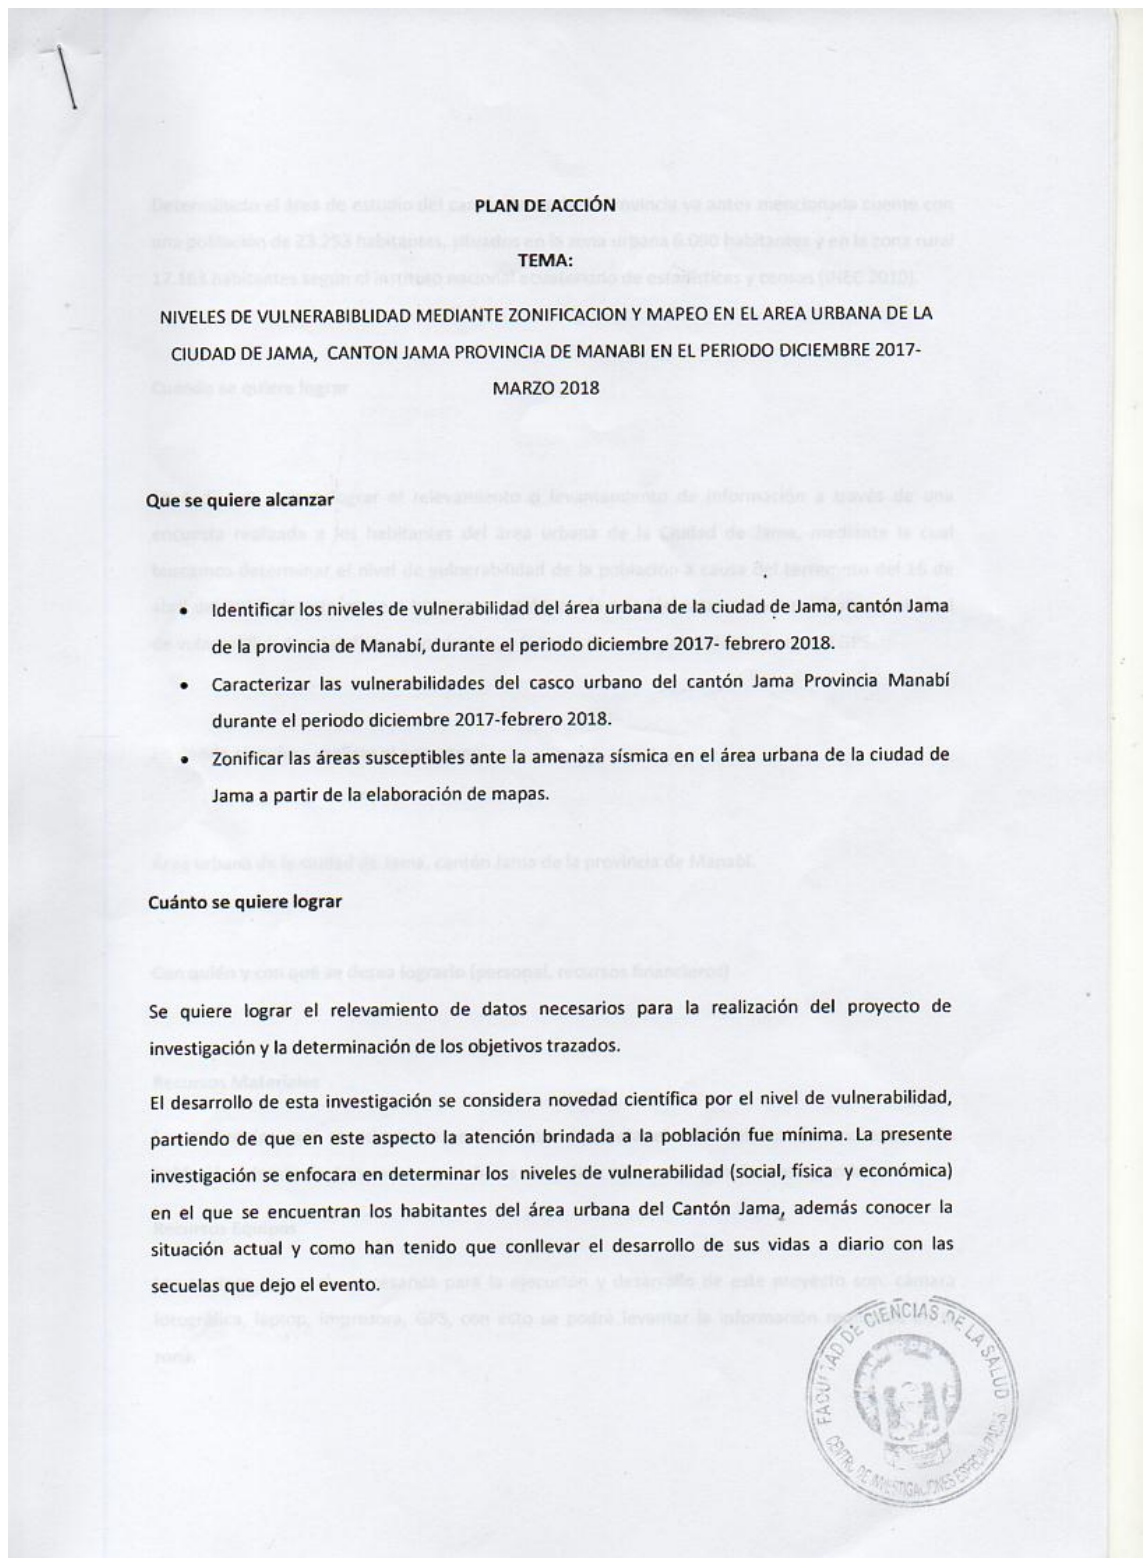 PLAN DE ACCIÓN
TEMA:
NIVELES DE VULNERABIBLIDAD MEDIANTE ZONIFICACION Y MAPEO EN EL AREA URBANA DE LA
CIUDAD DE JAMA, CANTON JAMA PROVINCIA DE MANABI EN EL PERIODO DICIEMBRE 2017-
MARZO 2018
Que se quiere alcanzar
• Identificar los niveles de vulnerabilidad del área urbana de la ciudad de Jama, cantón Jama
de la provincia de Manabí, durante el periodo diciembre 2017- febrero 2018.
• Caracterizar las vulnerabilidades del casco urbano del cantón Jama Provincia Manabí
durante el periodo diciembre 2017-febrero 2018.
• Zonificar las áreas susceptibles ante la amenaza sísmica en el área urbana de la ciudad de
Jama a partir de la elaboración de mapas.
Cuánto se quiere lograr
Se quiere lograr el relevamiento de datos necesarios para la realización del proyecto de
investigación y la determinación de los objetivos trazados.
El desarrollo de esta investigación se considera novedad científica por el nivel de vulnerabilidad,
partiendo de que en este aspecto la atención brindada a la población fue mínima. La presente
investigación se enfocara en determinar los niveles de vulnerabilidad (social, física y económica)
en el que se encuentran los habitantes del área urbana del Cantón Jama, además conocer la
situación actual y como han tenido que conllevar el desarrollo de sus vidas a diario con las
secuelas que dejo el evento.
FACULTAD DE CIENCIAS DE LA SALUD
CENTRO DE INVESTIGACIONES ESPECIALIZADAS